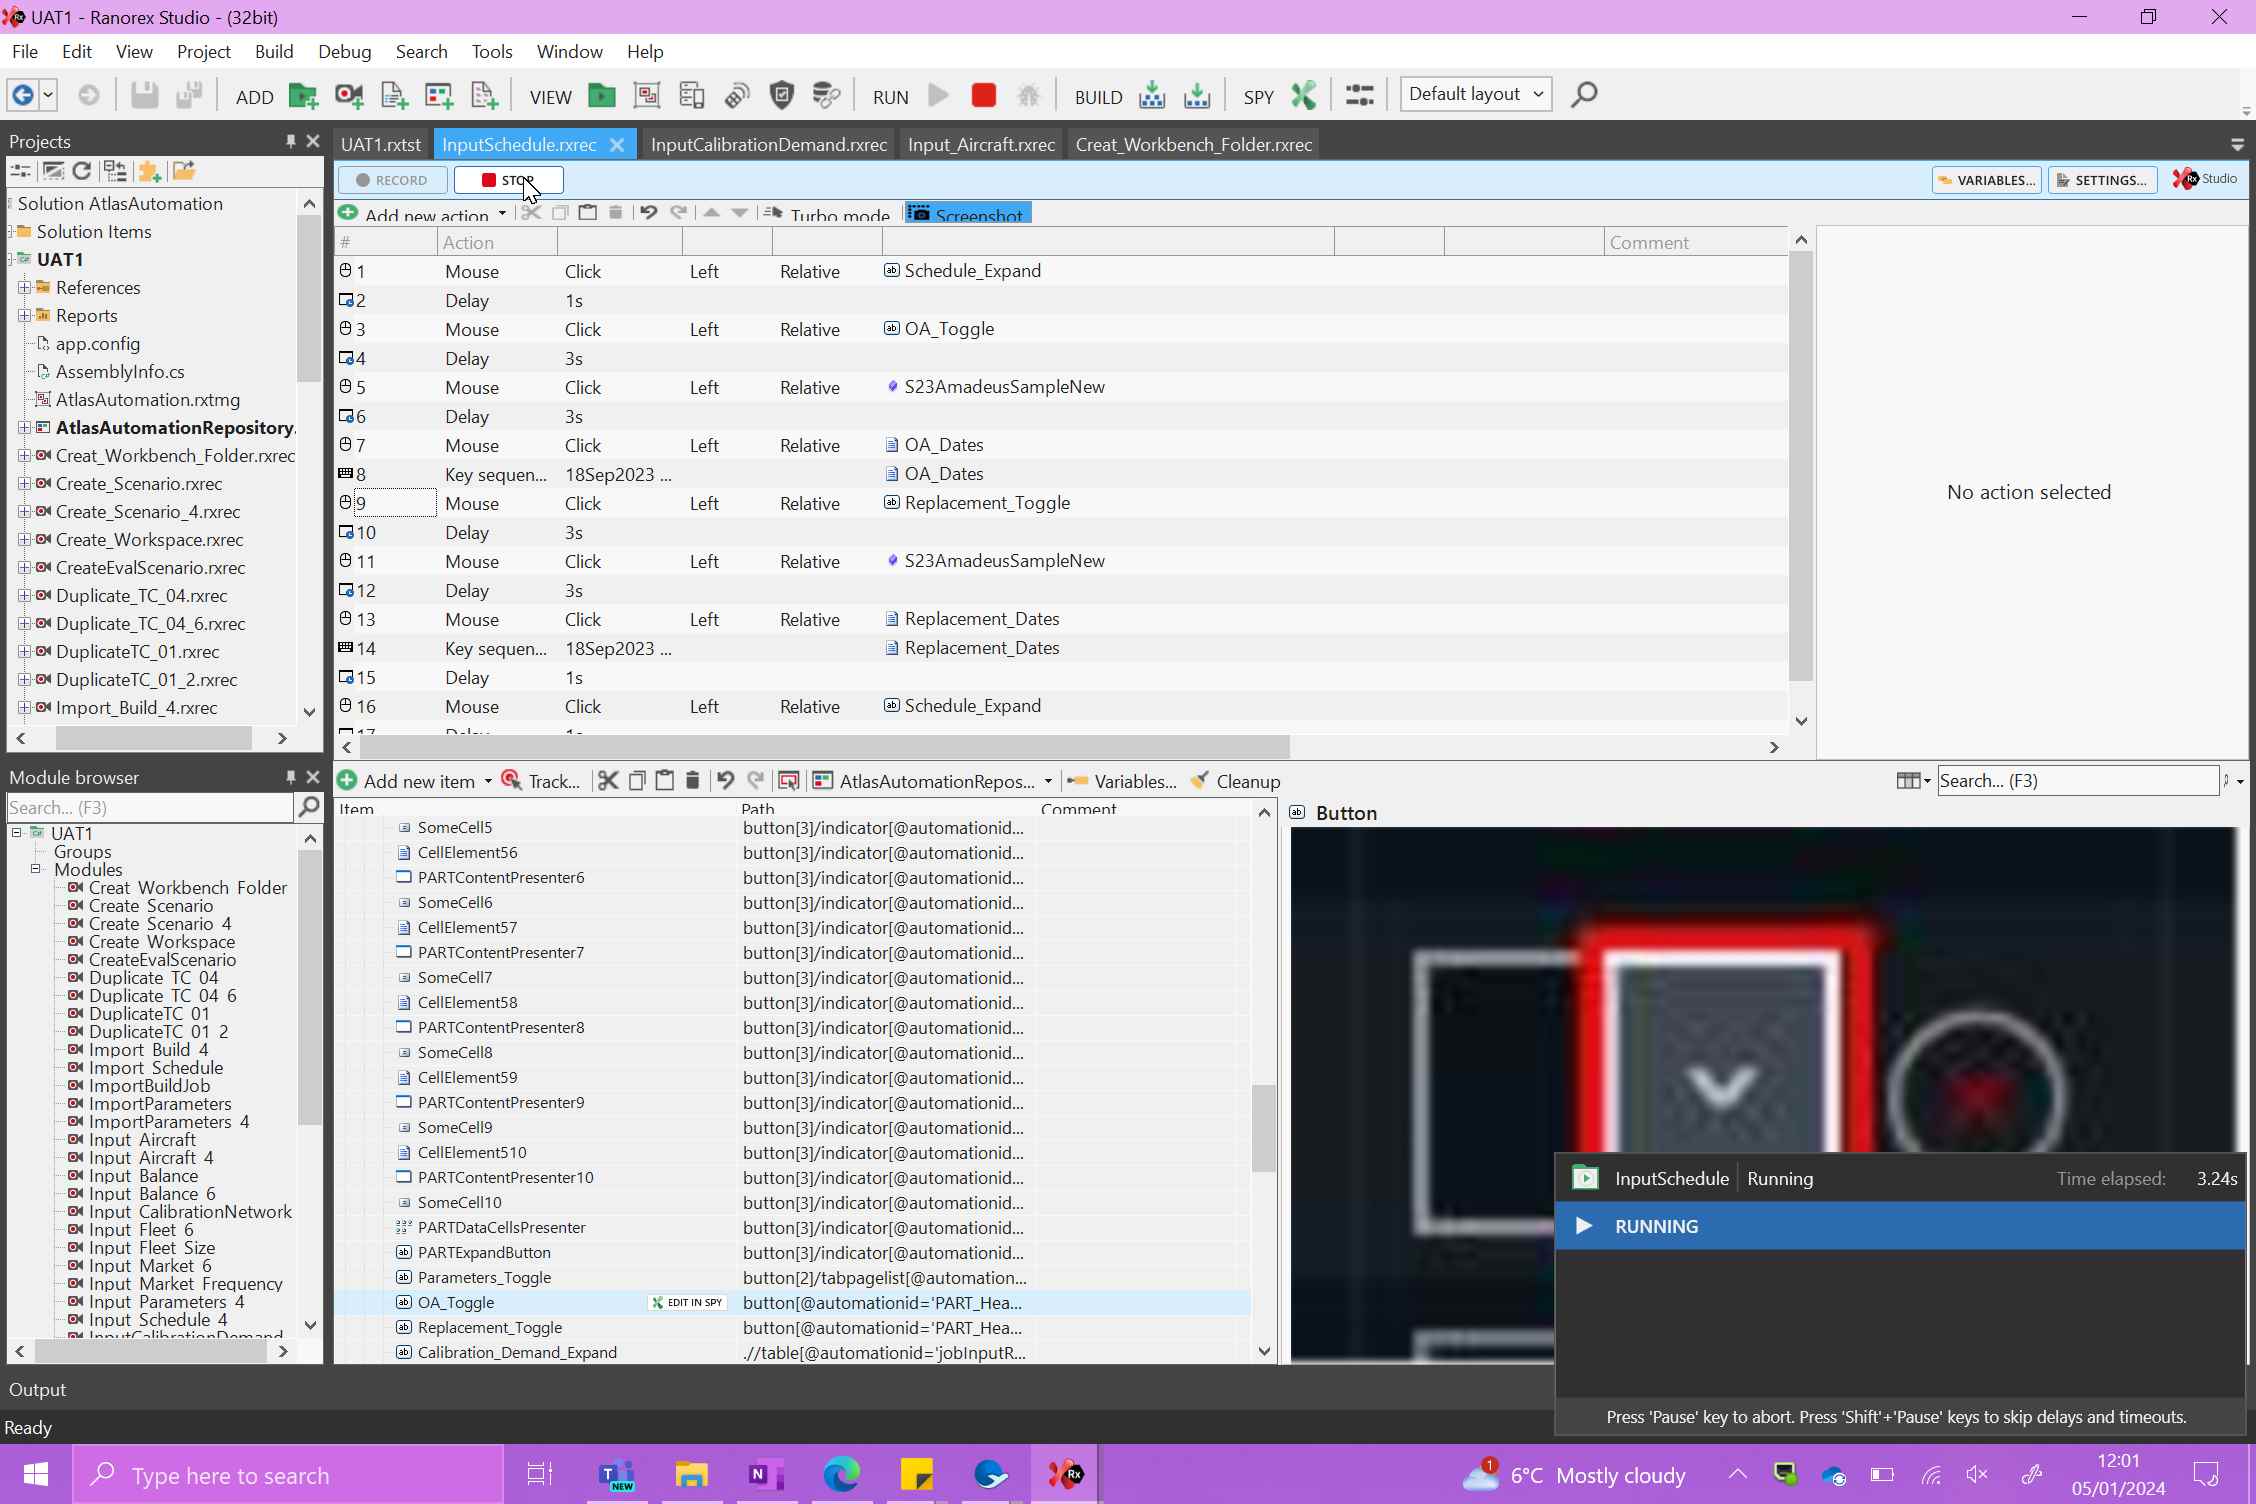 UAT1 - Ranorex Studio - (32bit)
File Edit View Project Build Debug Search Tools Window Help
ADD VIEW RUN BUILD SPY Default layout
Projects
UAT1.rxtst InputSchedule.rxrec InputCalibrationDemand.rxrec Input_Aircraft.rxrec Creat_Workbench_Folder.rxrec
RECORD STOP VARIABLES... SETTINGS... Rx Studio
Add new action Turbo mode Screenshot
Solution AtlasAutomation
Solution Items
UAT1
References
Reports
app.config
AssemblyInfo.cs
AtlasAutomation.rxtmg
AtlasAutomationRepository.
Creat_Workbench_Folder.rxrec
Create_Scenario.rxrec
Create_Scenario_4.rxrec
Create_Workspace.rxrec
CreateEvalScenario.rxrec
Duplicate_TC_04.rxrec
Duplicate_TC_04_6.rxrec
DuplicateTC_01.rxrec
DuplicateTC_01_2.rxrec
Import_Build_4.rxrec
# Action Comment
1 Mouse Click Left Relative Schedule_Expand
2 Delay 1s
3 Mouse Click Left Relative OA_Toggle
4 Delay 3s
5 Mouse Click Left Relative S23AmadeusSampleNew
6 Delay 3s
7 Mouse Click Left Relative OA_Dates
8 Key sequen... 18Sep2023 ... OA_Dates
9 Mouse Click Left Relative Replacement_Toggle
10 Delay 3s
11 Mouse Click Left Relative S23AmadeusSampleNew
12 Delay 3s
13 Mouse Click Left Relative Replacement_Dates
14 Key sequen... 18Sep2023 ... Replacement_Dates
15 Delay 1s
16 Mouse Click Left Relative Schedule_Expand
17 Delay 1s
No action selected
Module browser
Search... (F3)
UAT1
Groups
Modules
Creat Workbench Folder
Create Scenario
Create Scenario 4
Create Workspace
CreateEvalScenario
Duplicate TC 04
Duplicate TC 04 6
DuplicateTC 01
DuplicateTC 01 2
Import Build 4
Import Schedule
ImportBuildJob
ImportParameters
ImportParameters 4
Input Aircraft
Input Aircraft 4
Input Balance
Input Balance 6
Input CalibrationNetwork
Input Fleet 6
Input Fleet Size
Input Market 6
Input Market Frequency
Input Parameters 4
Input Schedule 4
InputCalibrationDemand
Add new item Track... AtlasAutomationRepos... Variables... Cleanup Search... (F3)
Item Path Comment
SomeCell5 button[3]/indicator[@automationid...
CellElement56 button[3]/indicator[@automationid...
PARTContentPresenter6 button[3]/indicator[@automationid...
SomeCell6 button[3]/indicator[@automationid...
CellElement57 button[3]/indicator[@automationid...
PARTContentPresenter7 button[3]/indicator[@automationid...
SomeCell7 button[3]/indicator[@automationid...
CellElement58 button[3]/indicator[@automationid...
PARTContentPresenter8 button[3]/indicator[@automationid...
SomeCell8 button[3]/indicator[@automationid...
CellElement59 button[3]/indicator[@automationid...
PARTContentPresenter9 button[3]/indicator[@automationid...
SomeCell9 button[3]/indicator[@automationid...
CellElement510 button[3]/indicator[@automationid...
PARTContentPresenter10 button[3]/indicator[@automationid...
SomeCell10 button[3]/indicator[@automationid...
PARTDataCellsPresenter button[3]/indicator[@automationid...
PARTExpandButton button[3]/indicator[@automationid...
Parameters_Toggle button[2]/tabpagelist[@automation...
OA_Toggle EDIT IN SPY button[@automationid='PART_Hea...
Replacement_Toggle button[@automationid='PART_Hea...
Calibration_Demand_Expand .//table[@automationid='jobInputR...
Button
InputSchedule Running Time elapsed: 3.24s
RUNNING
Press 'Pause' key to abort. Press 'Shift'+'Pause' keys to skip delays and timeouts.
Output
Ready
Type here to search
NEW
1
6°C Mostly cloudy
12:01
05/01/2024